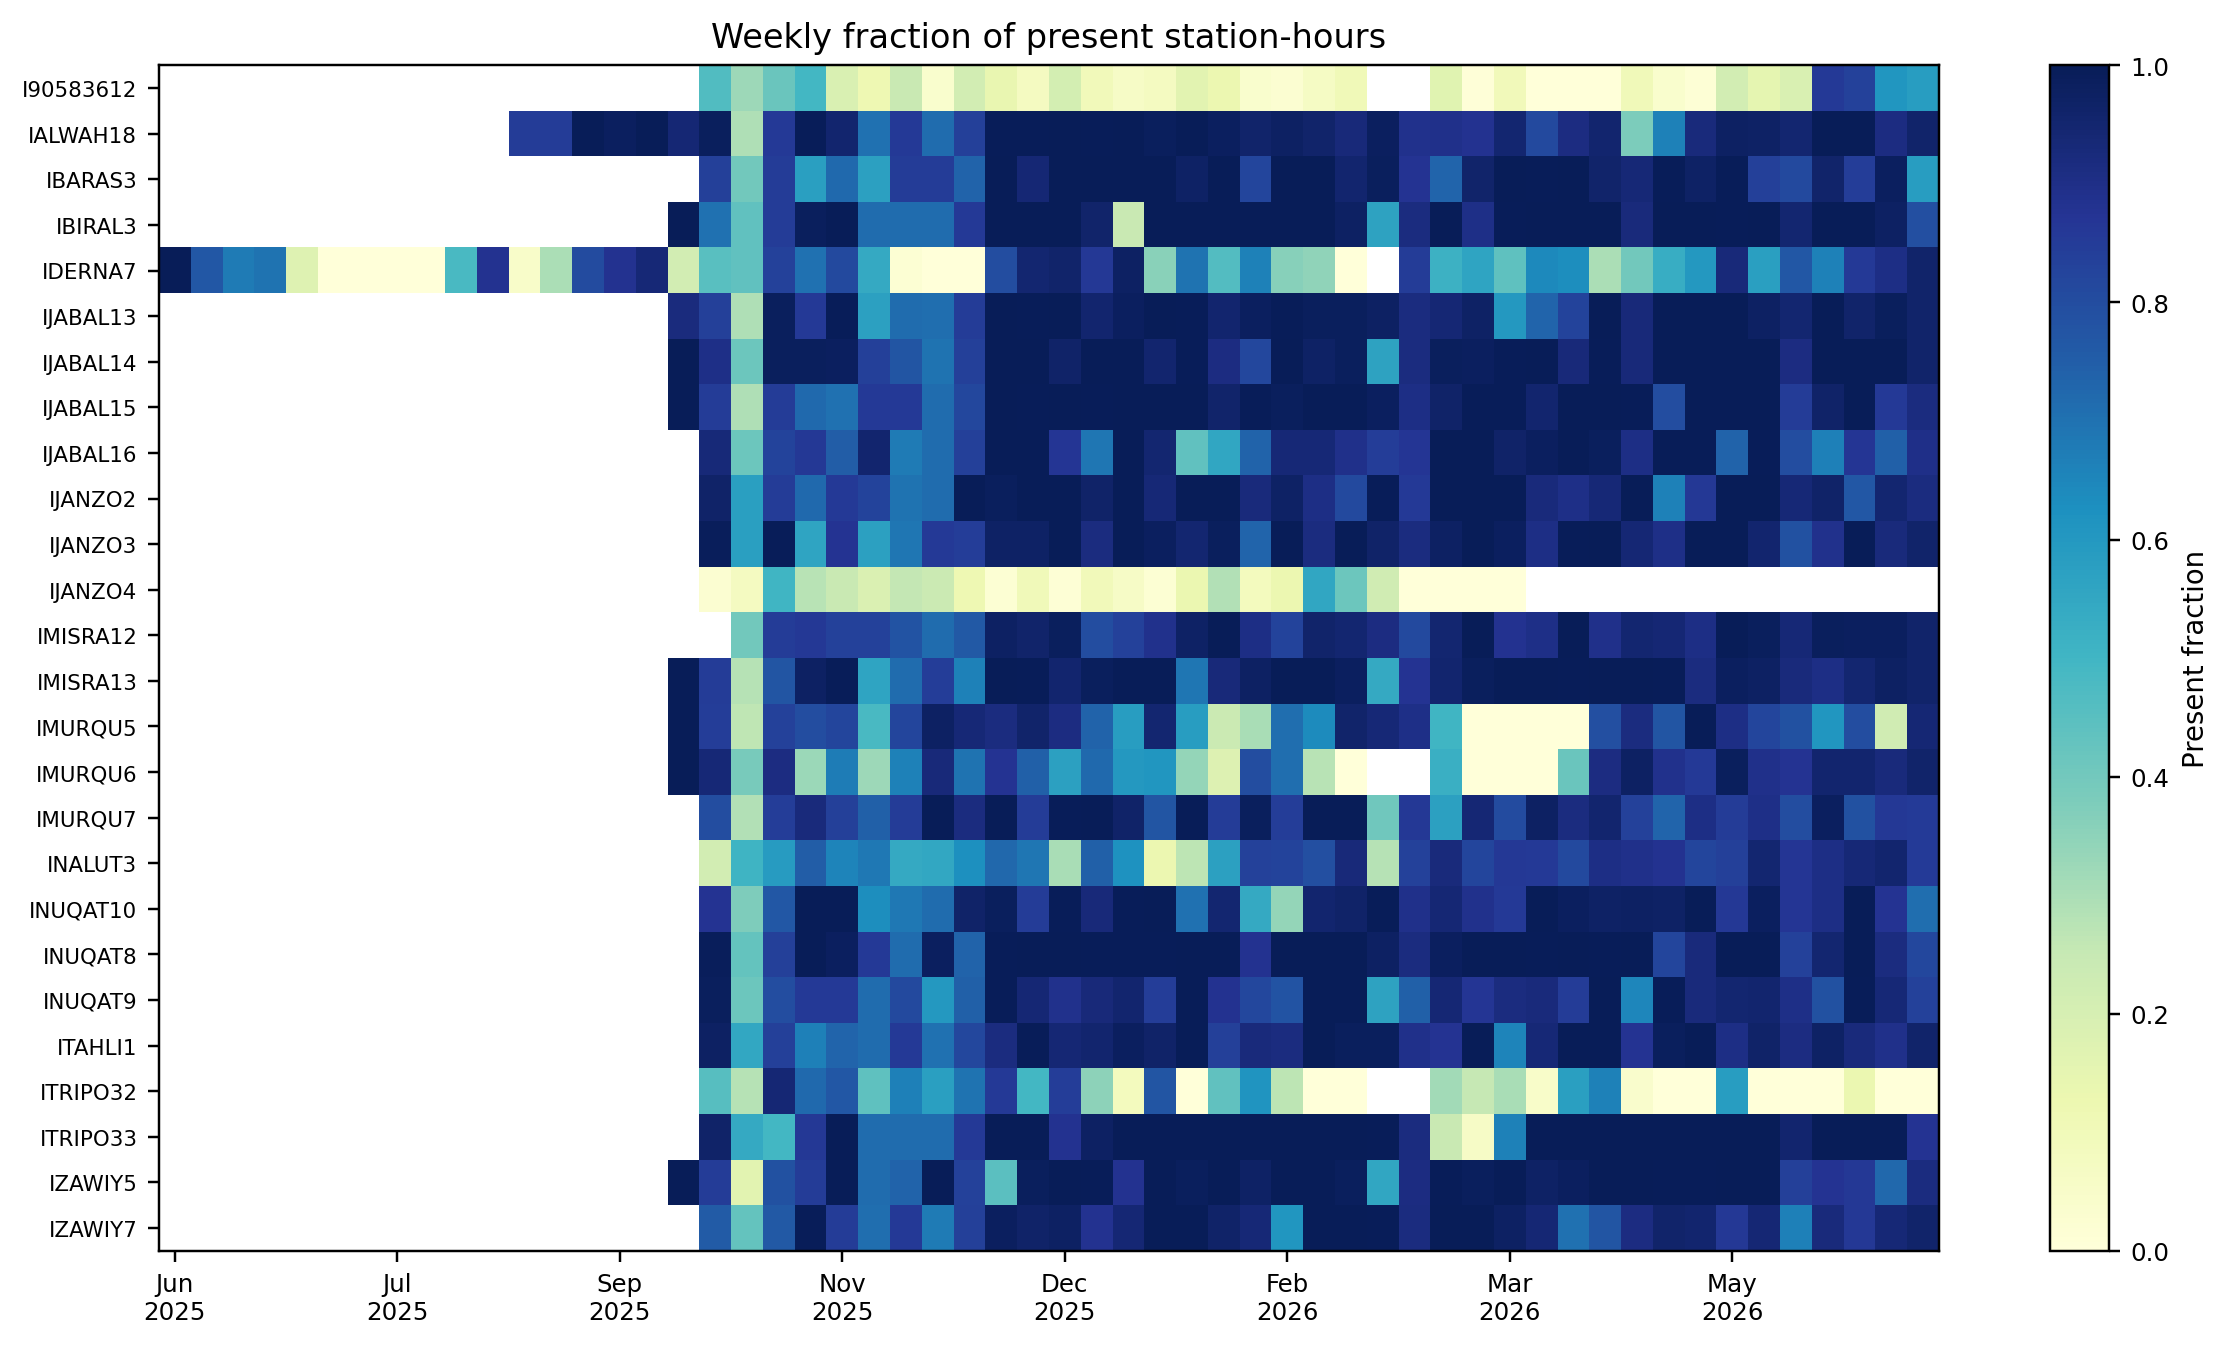 Weekly fraction of present station-hours
I90583612
IALWAH18
IBARAS3
IBIRAL3
IDERNA7
IJABAL13
IJABAL14
IJABAL15
IJABAL16
IJANZO2
IJANZO3
IJANZO4
IMISRA12
IMISRA13
IMURQU5
IMURQU6
IMURQU7
INALUT3
INUQAT10
INUQAT8
INUQAT9
ITAHLI1
ITRIPO32
ITRIPO33
IZAWIY5
IZAWIY7
Jun Jul Sep Nov Dec Feb Mar May
2025 2025 2025 2025 2025 2026 2026 2026
1.0
0.8
0.6
0.4
0.2
0.0
Present fraction